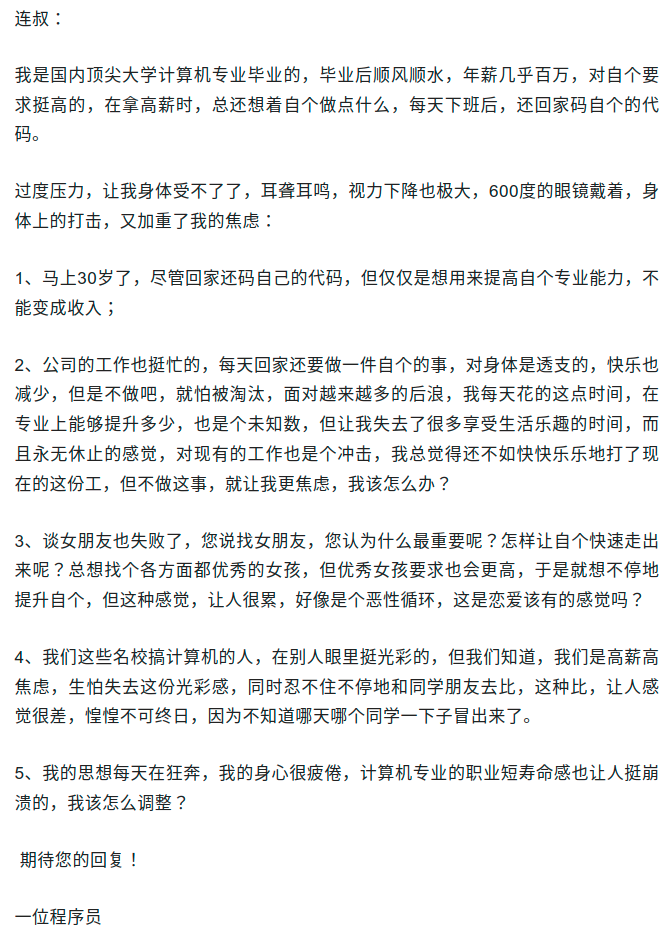 连叔：
我是国内顶尖大学计算机专业毕业的，毕业后顺风顺水，年薪几乎百万，对自个要
求挺高的，在拿高薪时，总还想着自个做点什么，每天下班后，还回家码自个的代
码。
过度压力，让我身体受不了了，耳聋耳鸣，视力下降也极大，600度的眼镜戴着，身
体上的打击，又加重了我的焦虑：
1、马上30岁了，尽管回家还码自己的代码，但仅仅是想用来提高自个专业能力，不
能变成收入；
2、公司的工作也挺忙的，每天回家还要做一件自个的事，对身体是透支的，快乐也
减少，但是不做吧，就怕被淘汰，面对越来越多的后浪，我每天花的这点时间，在
专业上能够提升多少，也是个未知数，但让我失去了很多享受生活乐趣的时间，而
且永无休止的感觉，对现有的工作也是个冲击，我总觉得还不如快快乐乐地打了现
在的这份工，但不做这事，就让我更焦虑，我该怎么办？
3、谈女朋友也失败了，您说找女朋友，您认为什么最重要呢？怎样让自个快速走出
来呢？总想找个各方面都优秀的女孩，但优秀女孩要求也会更高，于是就想不停地
提升自个，但这种感觉，让人很累，好像是个恶性循环，这是恋爱该有的感觉吗？
4、我们这些名校搞计算机的人，在别人眼里挺光彩的，但我们知道，我们是高薪高
焦虑，生怕失去这份光彩感，同时忍不住不停地和同学朋友去比，这种比，让人感
觉很差，惶惶不可终日，因为不知道哪天哪个同学一下子冒出来了。
5、我的思想每天在狂奔，我的身心很疲倦，计算机专业的职业短寿命感也让人挺崩
溃的，我该怎么调整？
期待您的回复！
一位程序员